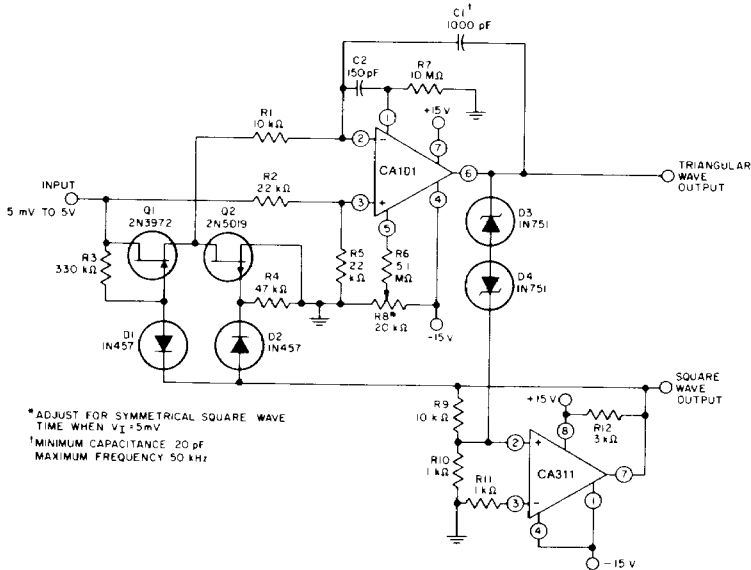 C1†
1000 pF
C2
150 pF
R7
10 MΩ
+15 V
R1
10 kΩ
1
2
−
7
CA101
6
TRIANGULAR
WAVE
OUTPUT
R2
22 kΩ
INPUT
5 mV TO 5V
3
+
4
5
Q1
2N3972
Q2
2N5019
D3
1N751
R3
330 kΩ
R5
22
kΩ
R6
5.1
MΩ
R4
47 kΩ
D4
1N751
R8*
20 kΩ
−15 V
D1
1N457
D2
1N457
SQUARE
WAVE
OUTPUT
R9
10 kΩ
+15 V
8
R12
3 kΩ
*ADJUST FOR SYMMETRICAL SQUARE WAVE
TIME WHEN VI = 5mV
†MINIMUM CAPACITANCE 20 pF
MAXIMUM FREQUENCY 50 kHz
2
+
R10
1 kΩ
R11
1 kΩ
CA311
7
3
−
1
4
−15 V